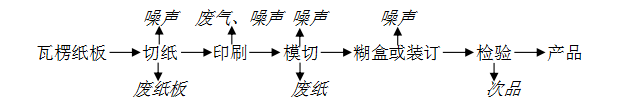 噪声 废气、噪声 噪声 噪声
瓦楞纸板 切纸 印刷 模切 糊盒或装订 检验 产品
废纸板 废纸 次品